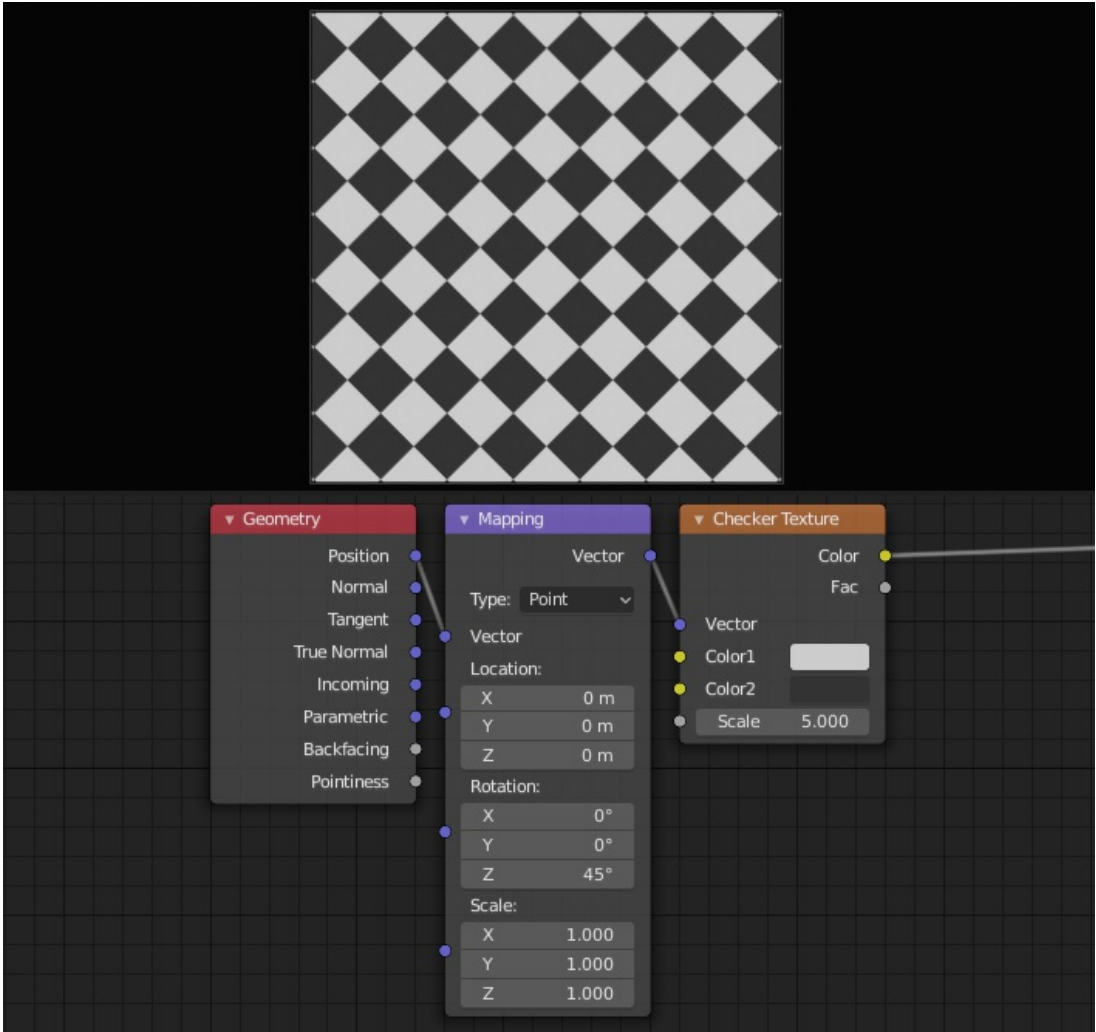 Geometry
Position
Normal
Tangent
True Normal
Incoming
Parametric
Backfacing
Pointiness
Mapping
Vector
Type: Point
Vector
Location:
X 0 m
Y 0 m
Z 0 m
Rotation:
X 0°
Y 0°
Z 45°
Scale:
X 1.000
Y 1.000
Z 1.000
Checker Texture
Color
Fac
Vector
Color1
Color2
Scale 5.000